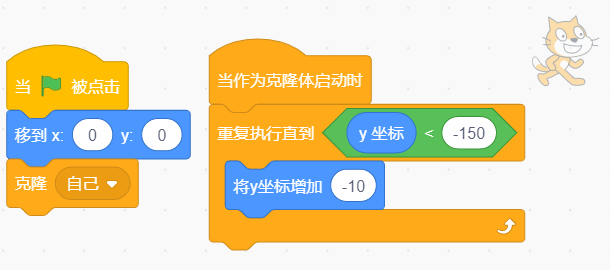 当 被点击
移到 x: 0 y: 0
克隆 自己
当作为克隆体启动时
重复执行直到 y 坐标 < -150
将y坐标增加 -10